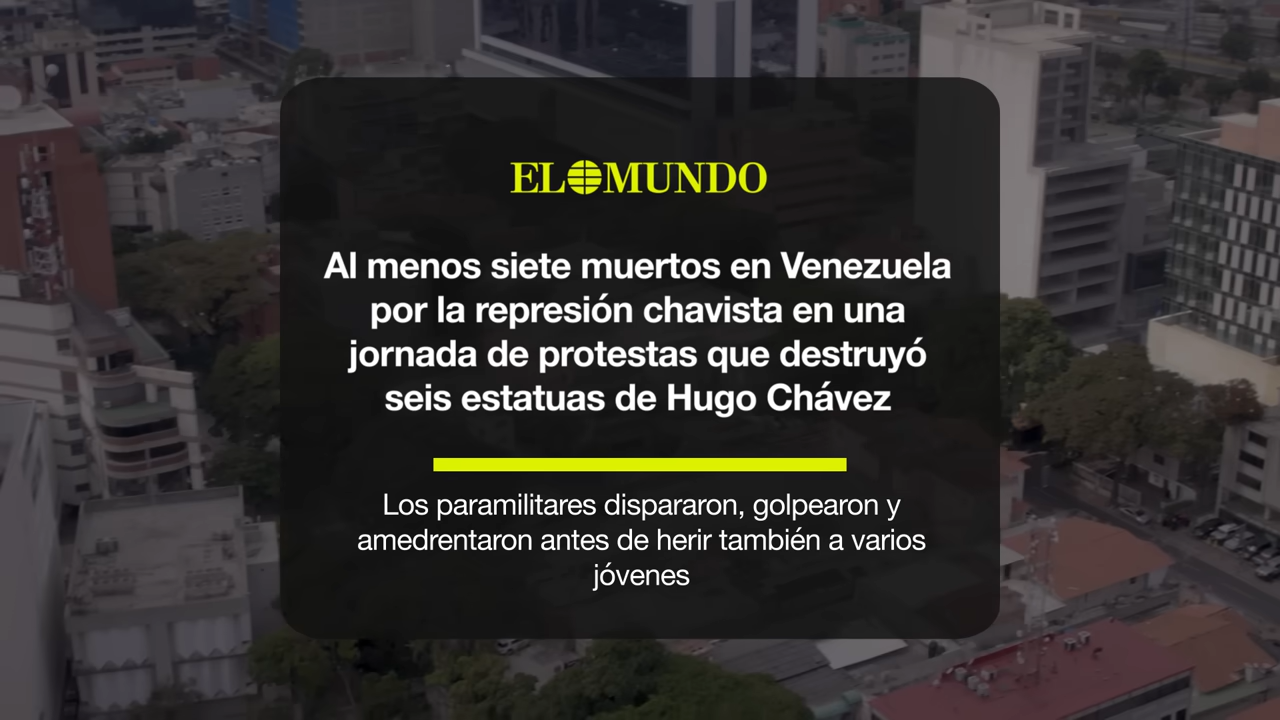 EL MUNDO
Al menos siete muertos en Venezuela
por la represión chavista en una
jornada de protestas que destruyó
seis estatuas de Hugo Chávez
Los paramilitares dispararon, golpearon y
amedrentaron antes de herir también a varios
jóvenes